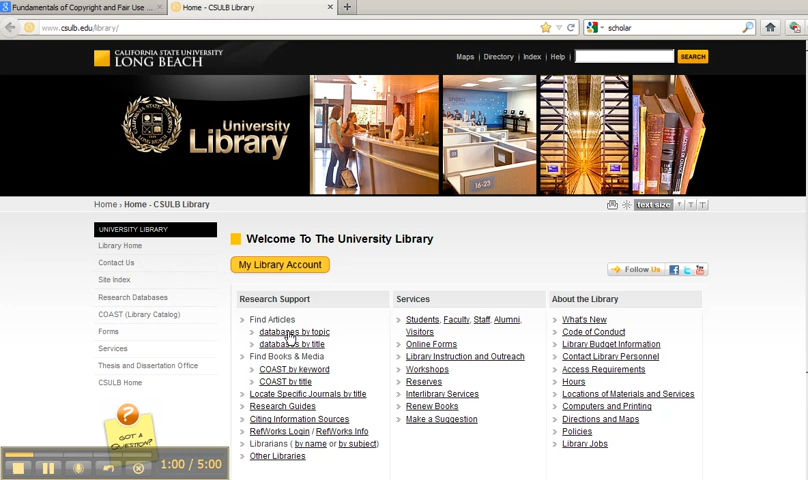 Fundamentals of Copyright and Fair Use ...
Home - CSULB Library
www.csulb.edu/library/
scholar
CALIFORNIA STATE UNIVERSITY
LONG BEACH
Maps | Directory | Index | Help
SEARCH
University
Library
16-23
Home › Home - CSULB Library
text size
T T T
UNIVERSITY LIBRARY
Library Home
Contact Us
Site Index
Research Databases
COAST (Library Catalog)
Forms
Services
Thesis and Dissertation Office
CSULB Home
GOT A
QUESTION?
Welcome To The University Library
My Library Account
Follow Us
Research Support
Find Articles
databases by topic
databases by title
Find Books & Media
COAST by keyword
COAST by title
Locate Specific Journals by title
Research Guides
Citing Information Sources
RefWorks Login / RefWorks Info
Librarians ( by name or by subject)
Other Libraries
Services
Students, Faculty, Staff, Alumni,
Visitors
Online Forms
Library Instruction and Outreach
Workshops
Reserves
Interlibrary Services
Renew Books
Make a Suggestion
About the Library
What's New
Code of Conduct
Library Budget Information
Contact Library Personnel
Access Requirements
Hours
Locations of Materials and Services
Computers and Printing
Directions and Maps
Policies
Library Jobs
1:00 / 5:00